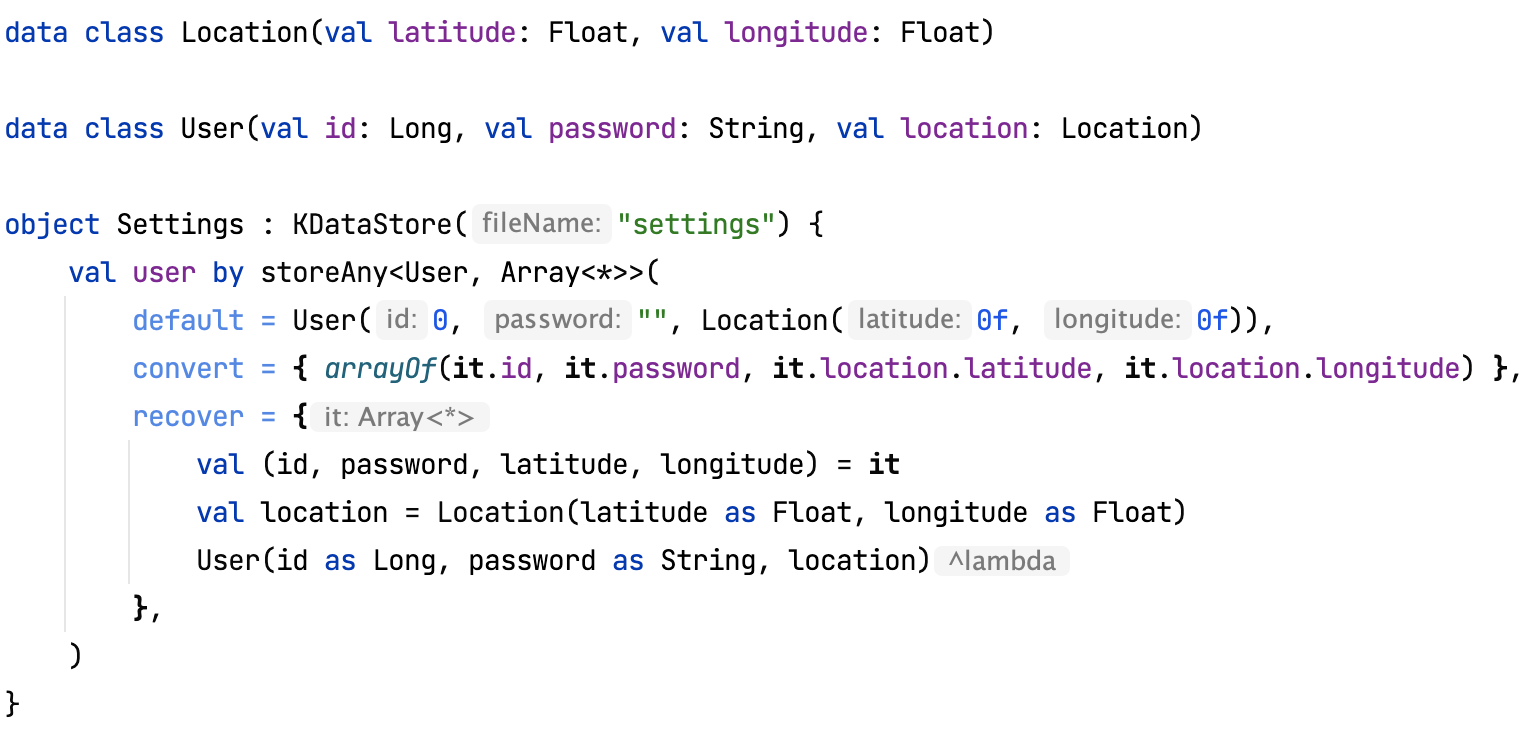 data class Location(val latitude: Float, val longitude: Float)
data class User(val id: Long, val password: String, val location: Location)
object Settings : KDataStore( fileName: "settings") {
    val user by storeAny<User, Array<*>>(
        default = User( id: 0, password: "", Location( latitude: 0f, longitude: 0f)),
        convert = { arrayOf(it.id, it.password, it.location.latitude, it.location.longitude) },
        recover = { it: Array<*>
            val (id, password, latitude, longitude) = it
            val location = Location(latitude as Float, longitude as Float)
            User(id as Long, password as String, location) ^lambda
        },
    )
}